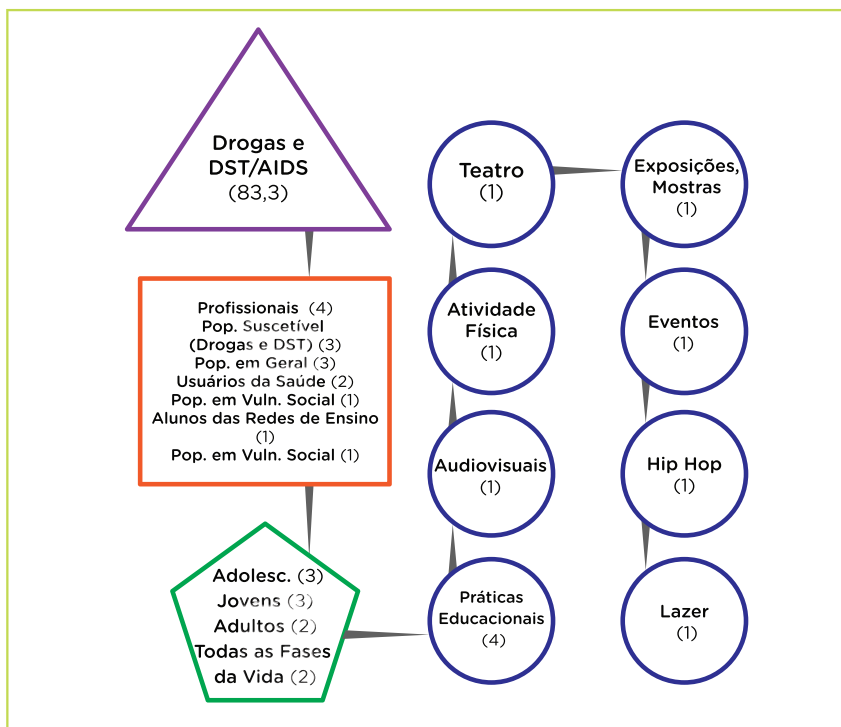 Drogas e
DST/AIDS
(83,3)
Profissionais (4)
Pop. Suscetível
(Drogas e DST) (3)
Pop. em Geral (3)
Usuários da Saúde (2)
Pop. em Vuln. Social (1)
Alunos das Redes de Ensino
(1)
Pop. em Vuln. Social (1)
Adolesc. (3)
Jovens (3)
Adultos (2)
Todas as Fases
da Vida (2)
Práticas
Educacionais
(4)
Audiovisuais
(1)
Atividade
Física
(1)
Teatro
(1)
Exposições,
Mostras
(1)
Eventos
(1)
Hip Hop
(1)
Lazer
(1)